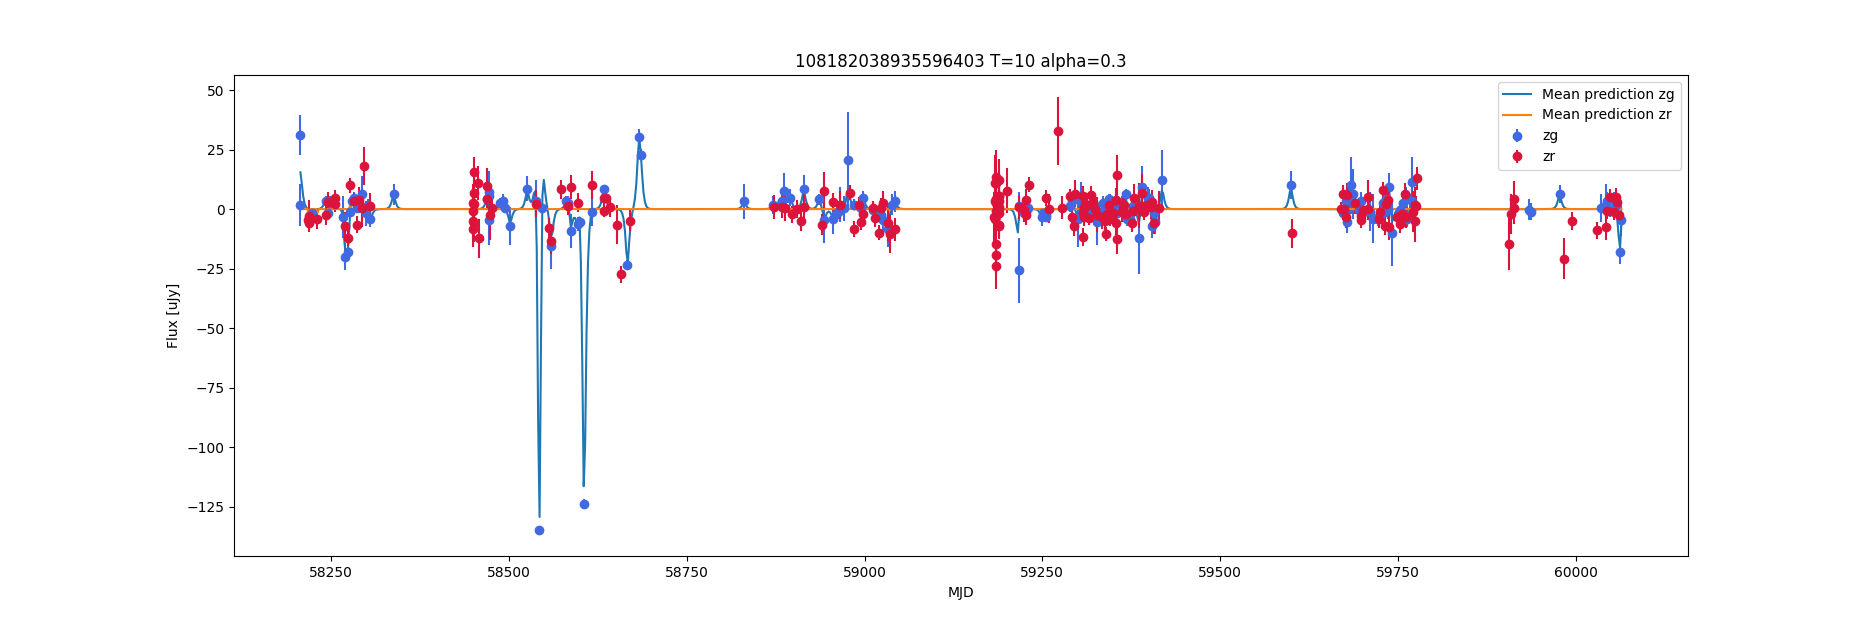 108182038935596403 T=10 alpha=0.3
50
25
0
−25
−50
−75
−100
−125
Flux [uJy]
Mean prediction zg
Mean prediction zr
zg
zr
58250
58500
58750
59000
59250
59500
59750
60000
MJD